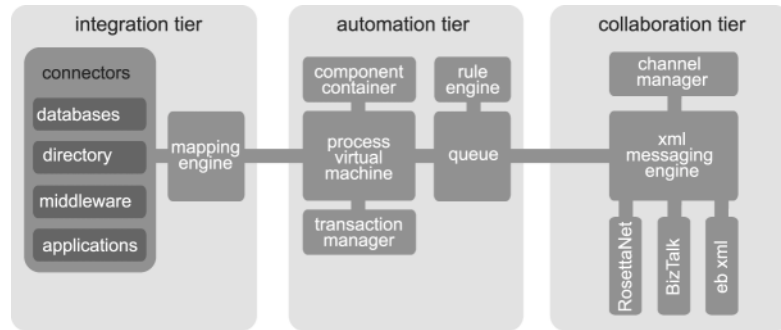 integration tier
connectors
databases
directory
middleware
applications
mapping
engine
automation tier
component
container
rule
engine
process
virtual
machine
queue
transaction
manager
collaboration tier
channel
manager
xml
messaging
engine
RosettaNet
BizTalk
eb xml